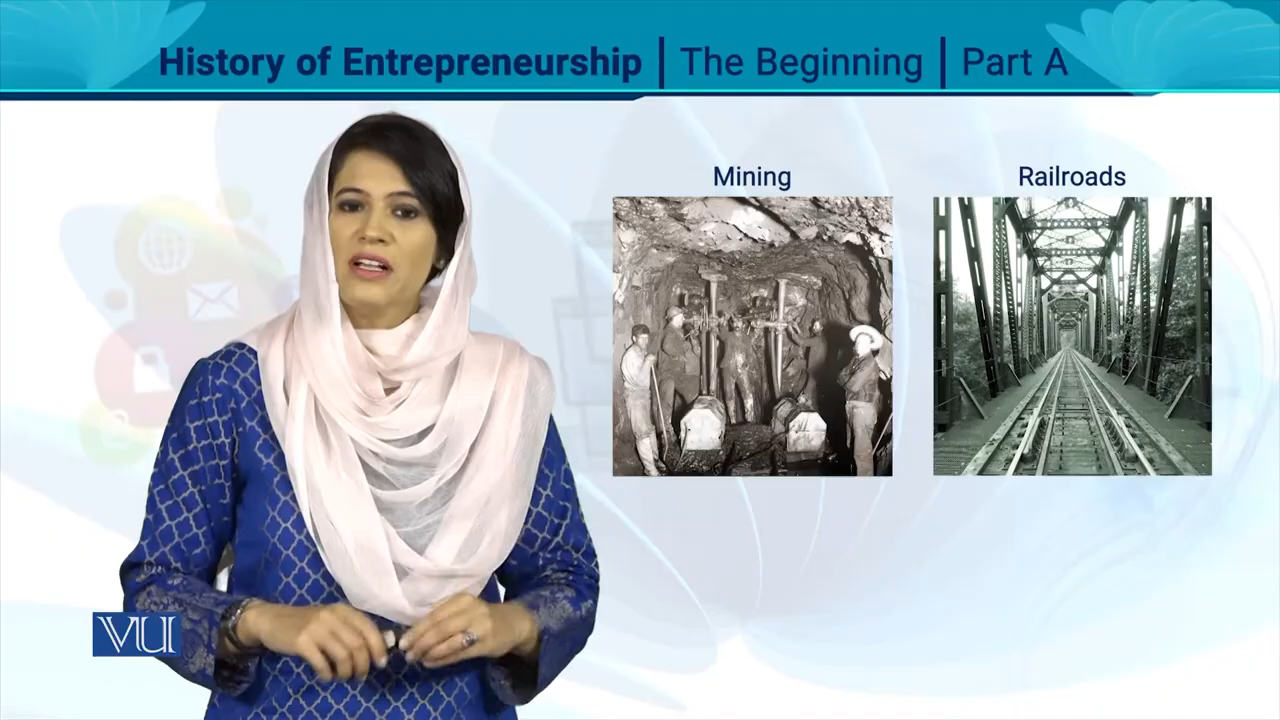 History of Entrepreneurship | The Beginning | Part A
Mining
Railroads
VU